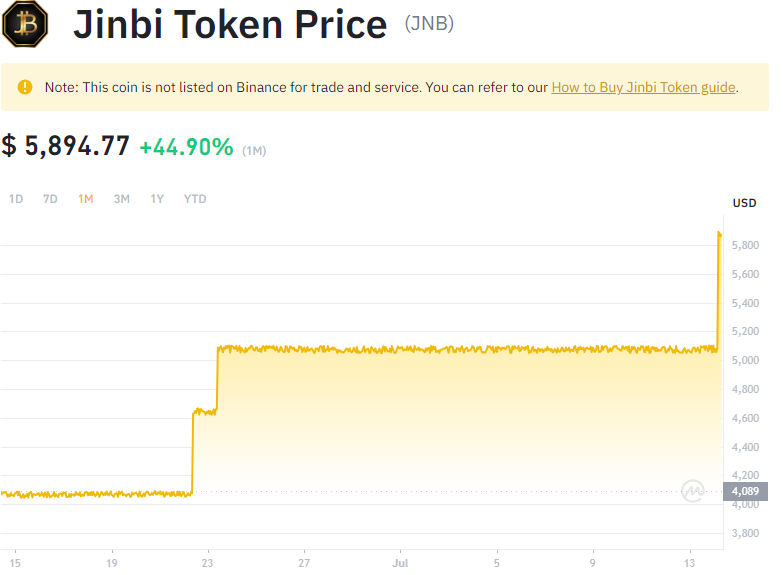 JB
Jinbi Token Price (JNB)
Note: This coin is not listed on Binance for trade and service. You can refer to our How to Buy Jinbi Token guide.
$ 5,894.77 +44.90% (1M)
1D 7D 1M 3M 1Y YTD
USD
5,800
5,600
5,400
5,200
5,000
4,800
4,600
4,400
4,200
4,089
4,000
3,800
15 19 23 27 Jul 5 9 13